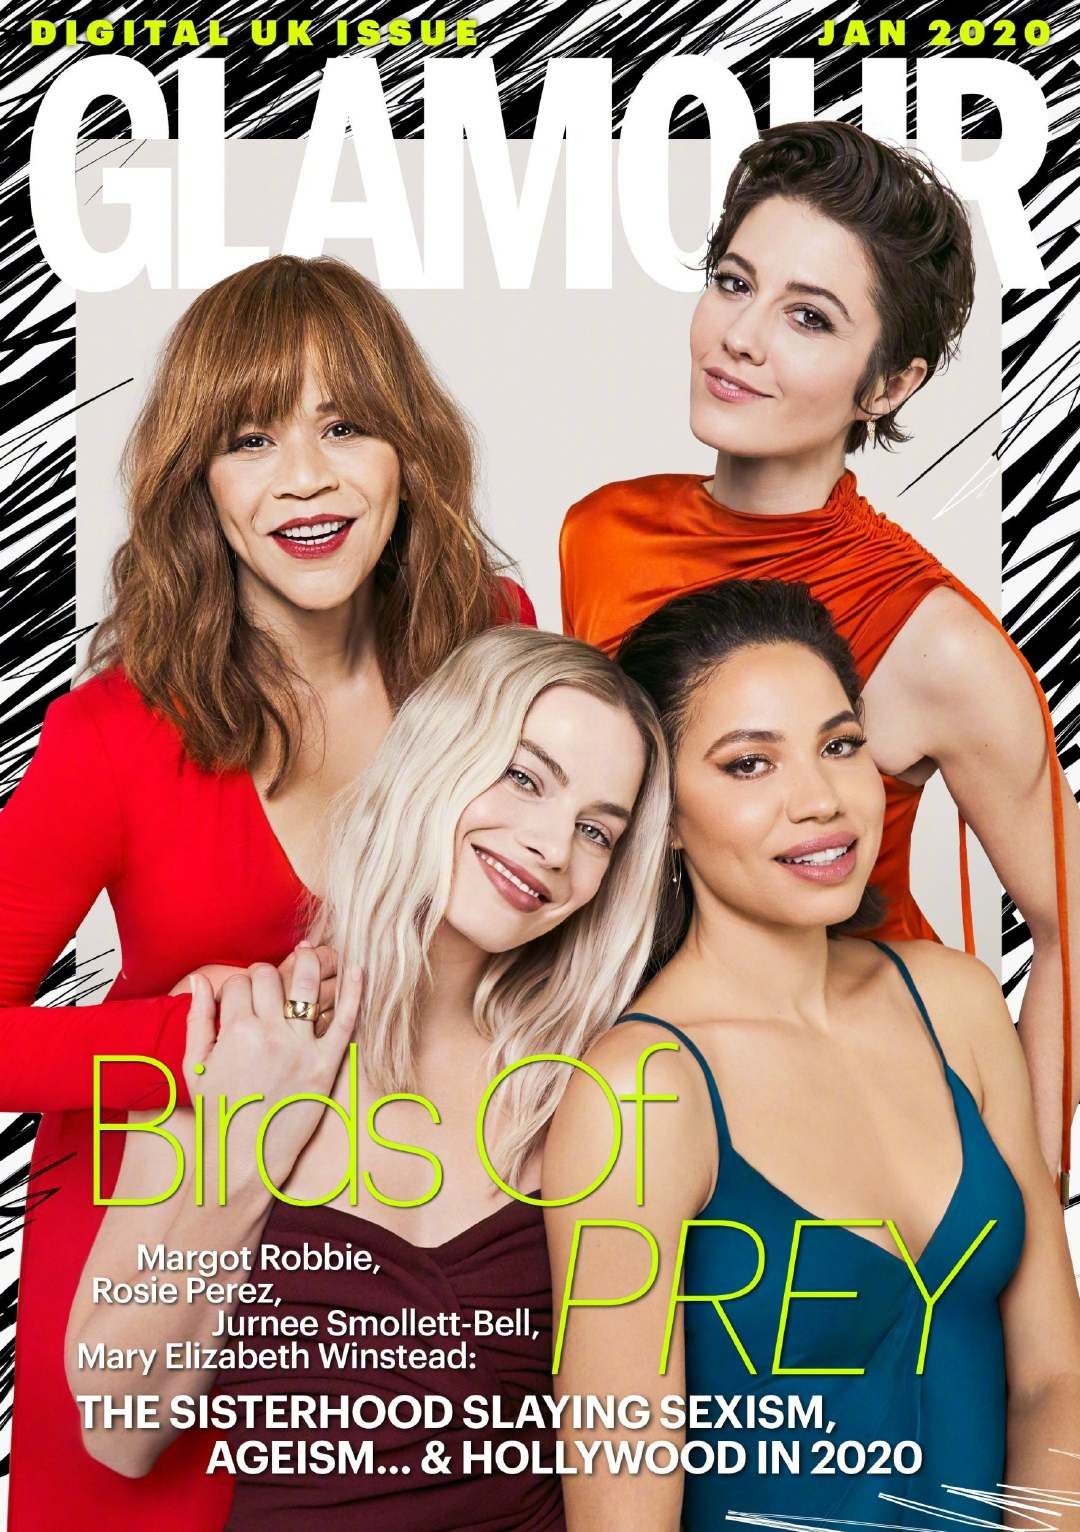 DIGITAL UK ISSUE JAN 2020
GLAMOUR
Birds Of
PREY
Margot Robbie,
Rosie Perez,
Jurnee Smollett-Bell,
Mary Elizabeth Winstead:
THE SISTERHOOD SLAYING SEXISM,
AGEISM... & HOLLYWOOD IN 2020